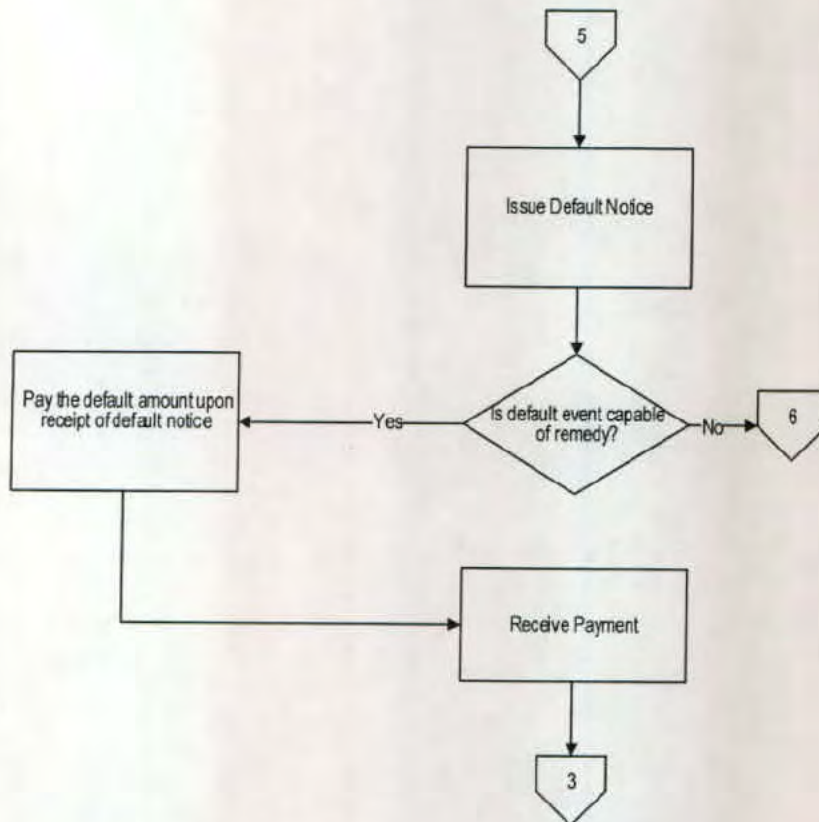 5
Issue Default Notice
Is default event capable
of remedy?
Yes
No
6
Pay the default amount upon
receipt of default notice
Receive Payment
3